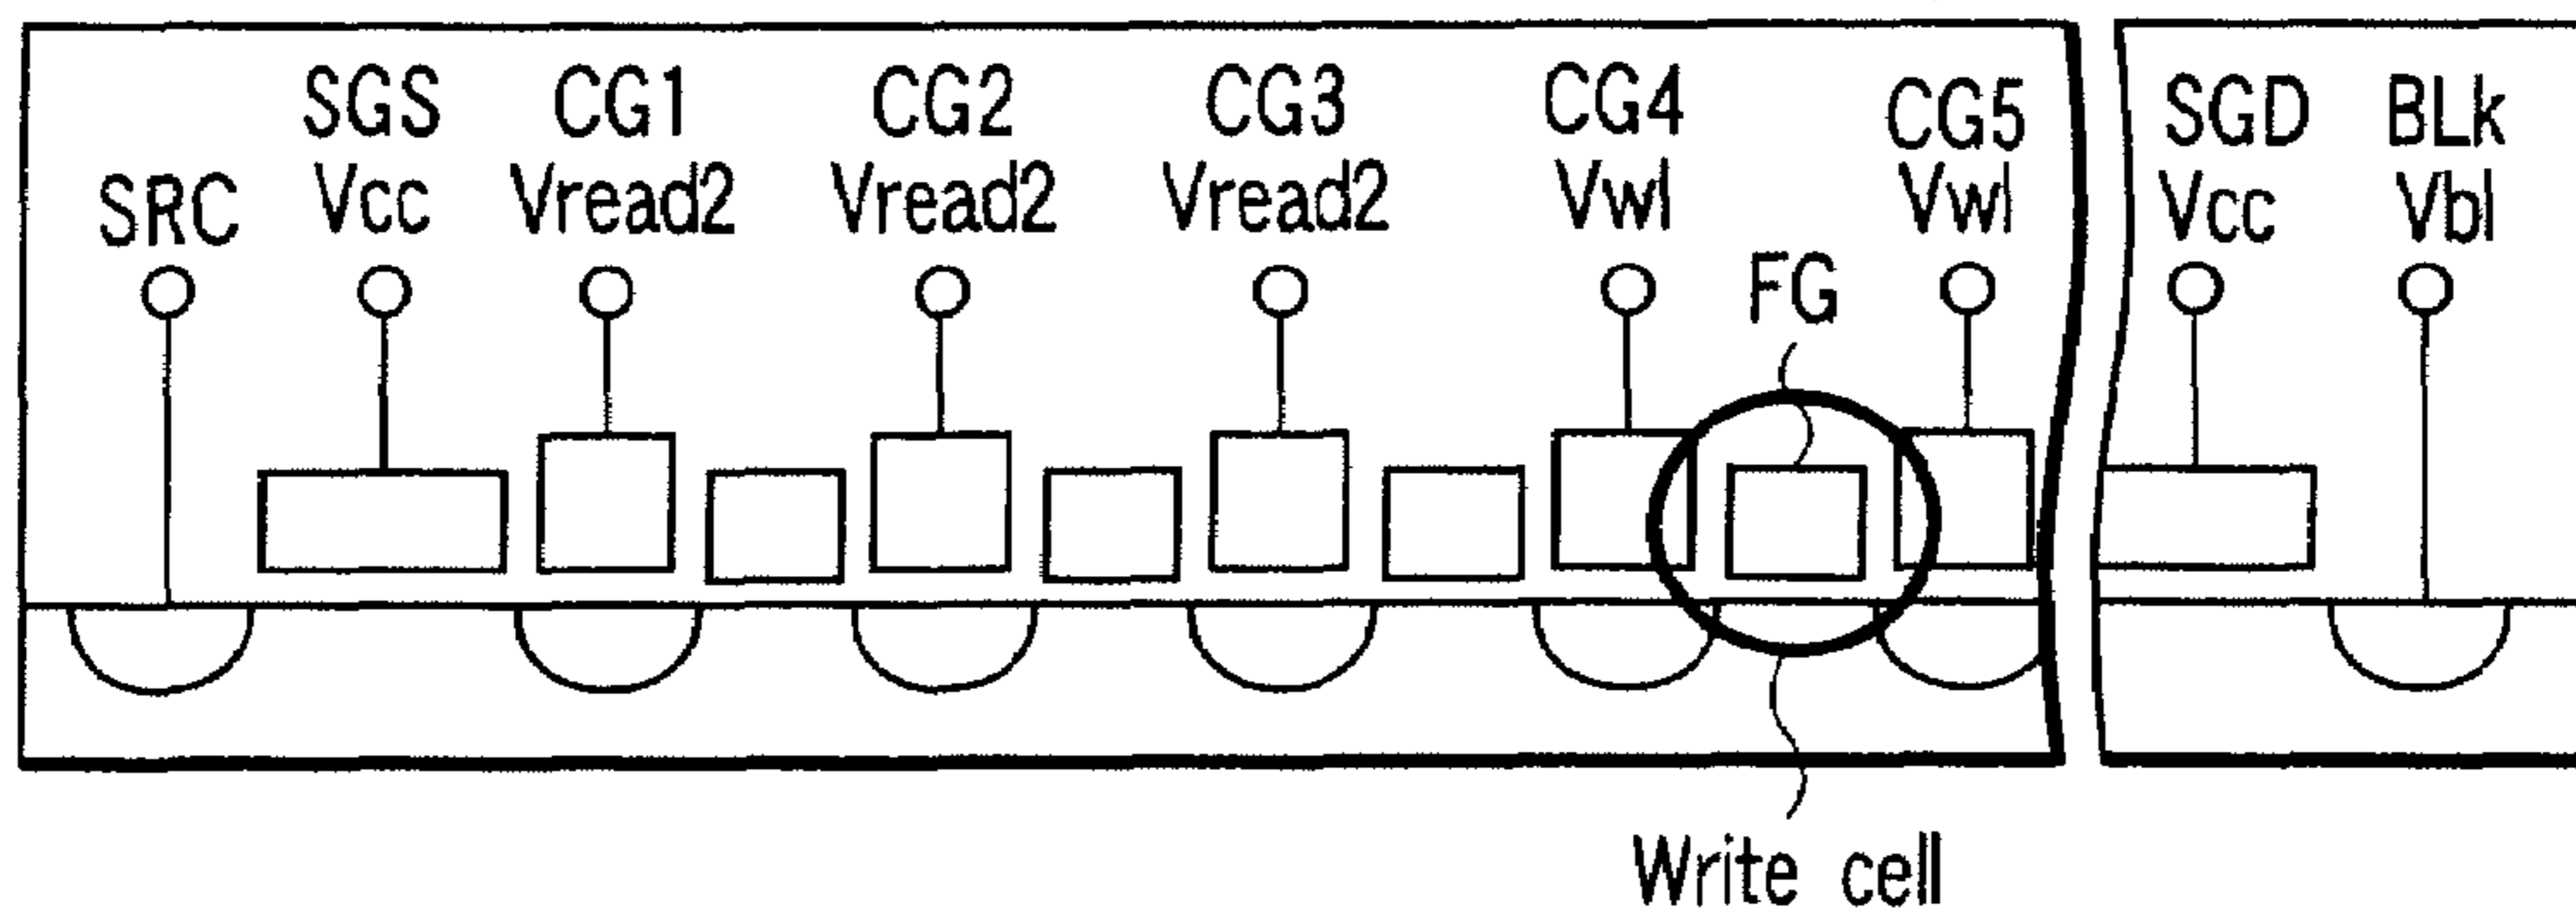 SGS CG1 CG2 CG3 CG4 CG5 SGD BLk
SRC Vcc Vread2 Vread2 Vread2 Vwl Vwl Vcc Vbl
FG
Write cell